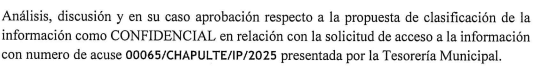 Análisis, discusión y en su caso aprobación respecto a la propuesta de clasificación de la
información como CONFIDENCIAL en relación con la solicitud de acceso a la información
con numero de acuse 00065/CHAPULTE/IP/2025 presentada por la Tesorería Municipal.